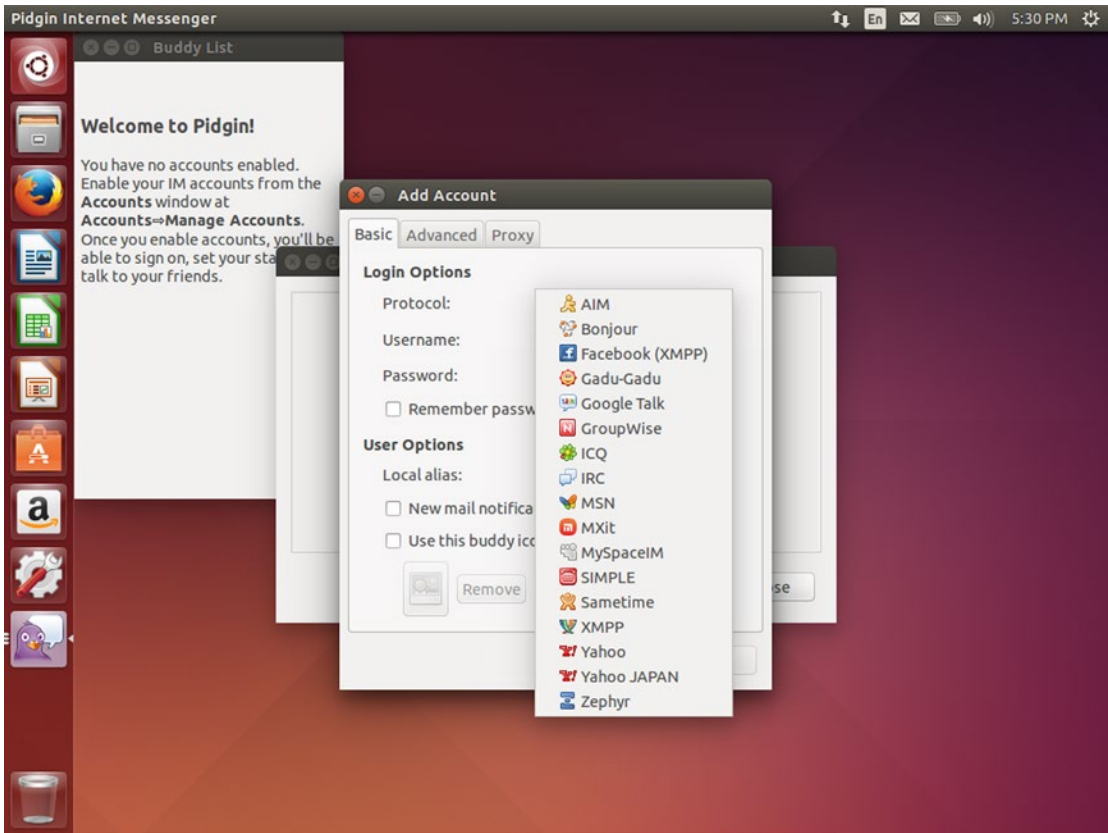 Pidgin Internet Messenger
En
5:30 PM
Buddy List
Welcome to Pidgin!
You have no accounts enabled.
Enable your IM accounts from the
Accounts window at
Accounts⇨Manage Accounts.
Once you enable accounts, you'll be
able to sign on, set your sta
talk to your friends.
Add Account
Basic Advanced Proxy
Login Options
Protocol:
Username:
Password:
Remember passw
User Options
Local alias:
New mail notifica
Use this buddy ico
Remove
AIM
Bonjour
Facebook (XMPP)
Gadu-Gadu
Google Talk
GroupWise
ICQ
IRC
MSN
MXit
MySpaceIM
SIMPLE
Sametime
XMPP
Yahoo
Yahoo JAPAN
Zephyr
se